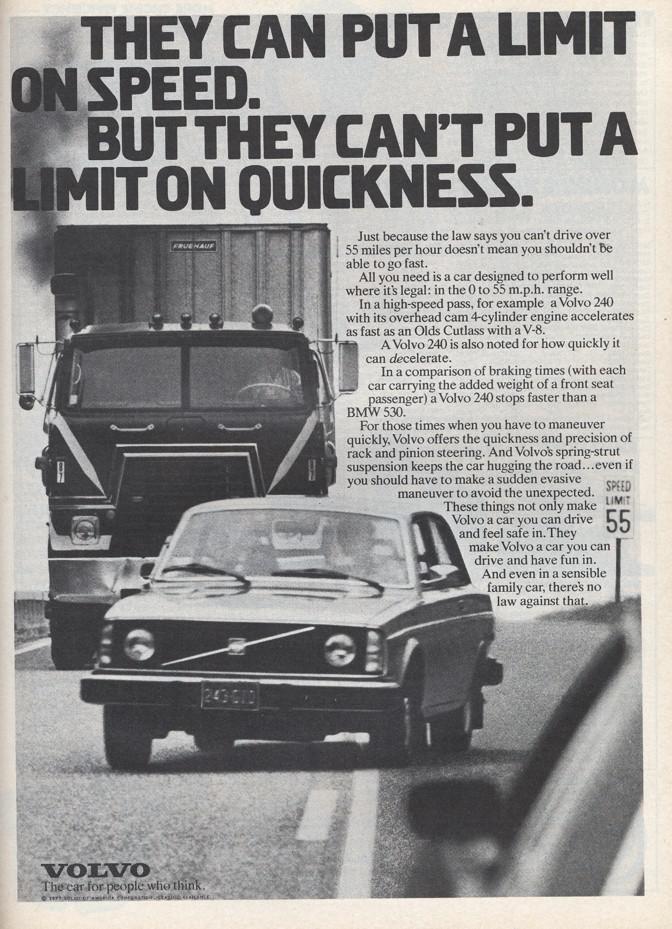 THEY CAN PUT A LIMIT
ON SPEED.
BUT THEY CAN'T PUT A
LIMIT ON QUICKNESS.
FRUEHAUF
Just because the law says you can't drive over
55 miles per hour doesn't mean you shouldn't be
able to go fast.
All you need is a car designed to perform well
where it's legal: in the 0 to 55 m.p.h. range.
In a high-speed pass, for example a Volvo 240
with its overhead cam 4-cylinder engine accelerates
as fast as an Olds Cutlass with a V-8.
A Volvo 240 is also noted for how quickly it
can decelerate.
In a comparison of braking times (with each
car carrying the added weight of a front seat
passenger) a Volvo 240 stops faster than a
BMW 530.
For those times when you have to maneuver
quickly, Volvo offers the quickness and precision of
rack and pinion steering. And Volvo's spring-strut
suspension keeps the car hugging the road...even if
you should have to make a sudden evasive
maneuver to avoid the unexpected.
These things not only make
Volvo a car you can drive
and feel safe in. They
make Volvo a car you can
drive and have fun in.
And even in a sensible
family car, there's no
law against that.
SPEED
LIMIT
55
VOLVO
The car for people who think.
© 1977 VOLVO OF AMERICA CORPORATION. LEASING AVAILABLE.